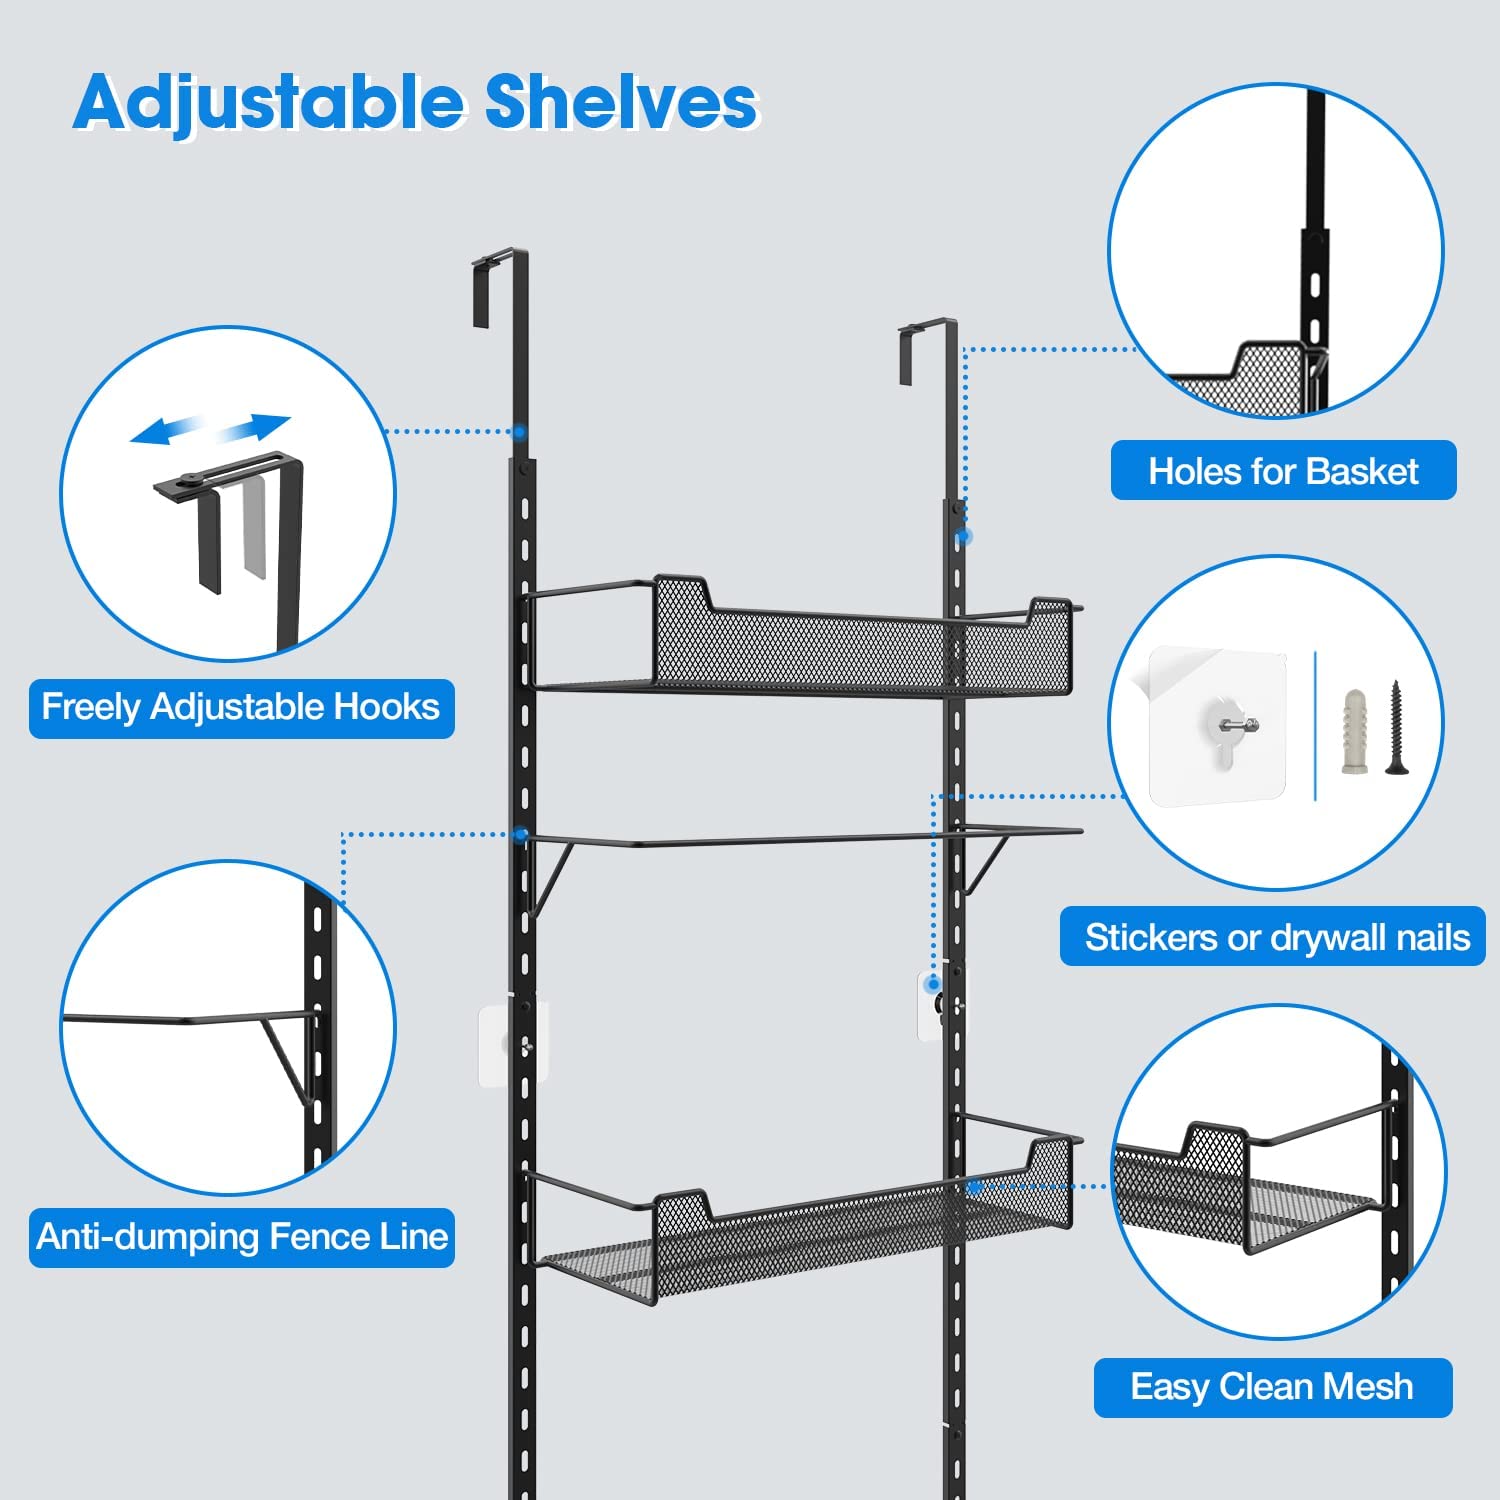 Adjustable Shelves
Holes for Basket
Freely Adjustable Hooks
Stickers or drywall nails
Anti-dumping Fence Line
Easy Clean Mesh